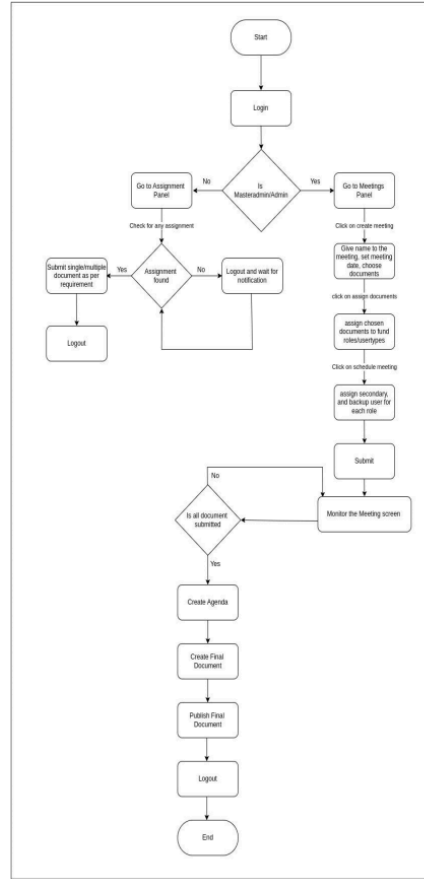 Start
Login
Is
Masteradmin/Admin
No
Yes
Go to Assignment
Panel
Go to Meetings
Panel
Check for any assignment
Click on create meeting
Submit single/multiple
document as per
requirement
Yes
Assignment
found
No
Logout and wait for
notification
Give name to the
meeting, set meeting
date, choose
documents
click on assign documents
Logout
assign chosen
documents to fund
roles/usertypes
Click on schedule meeting
assign secondary,
and backup user for
each role
Submit
No
Is all document
submitted
Monitor the Meeting screen
Yes
Create Agenda
Create Final
Document
Publish Final
Document
Logout
End